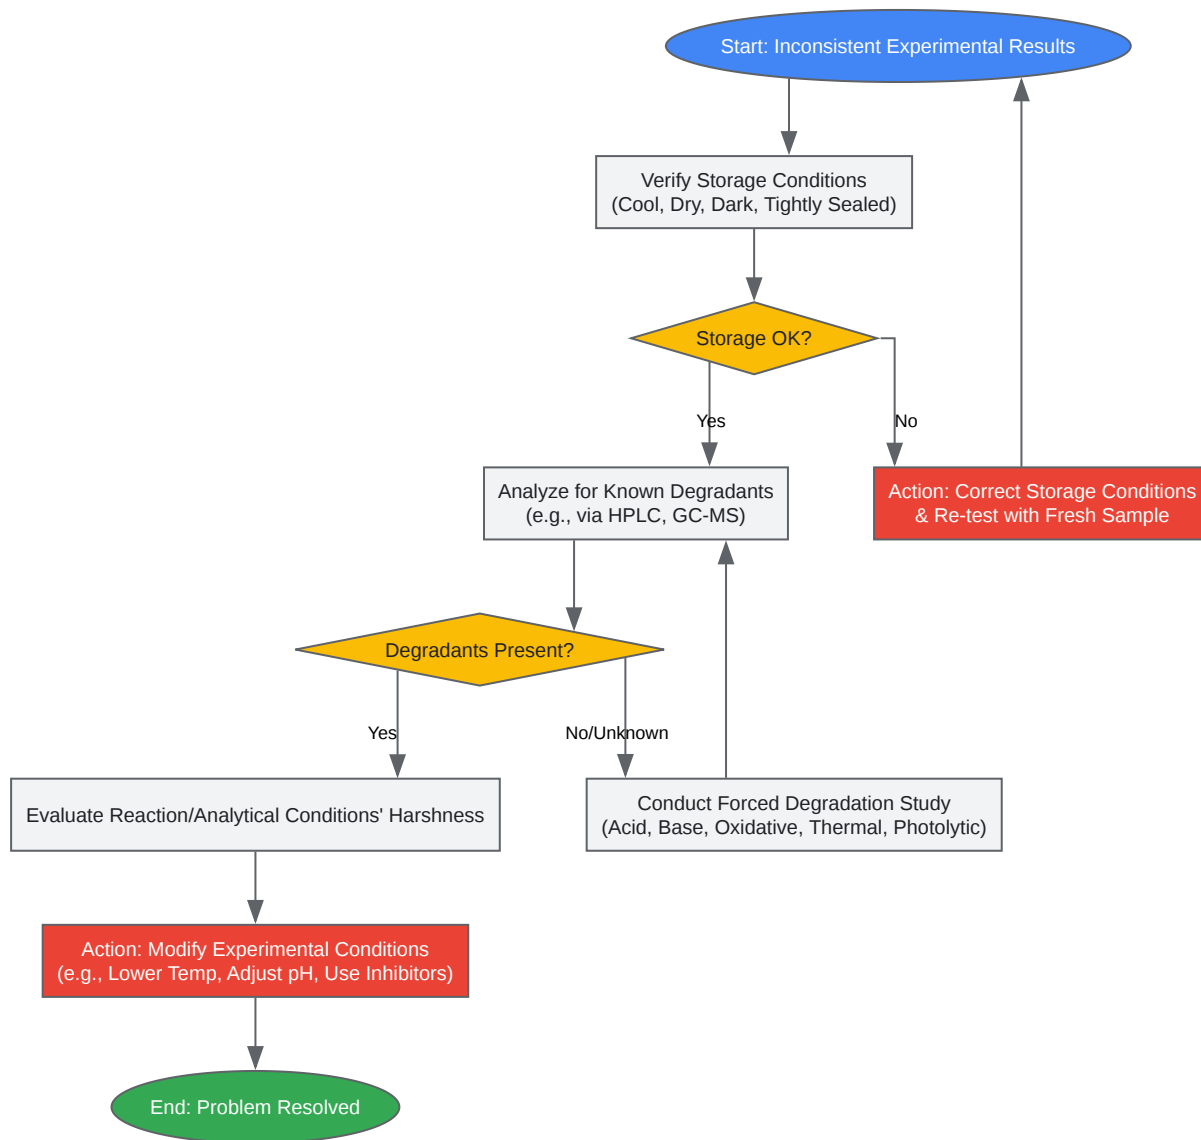 Start: Inconsistent Experimental Results
Verify Storage Conditions
(Cool, Dry, Dark, Tightly Sealed)
Storage OK?
Yes
No
Analyze for Known Degradants
(e.g., via HPLC, GC-MS)
Action: Correct Storage Conditions
& Re-test with Fresh Sample
Degradants Present?
Yes
No/Unknown
Evaluate Reaction/Analytical Conditions' Harshness
Conduct Forced Degradation Study
(Acid, Base, Oxidative, Thermal, Photolytic)
Action: Modify Experimental Conditions
(e.g., Lower Temp, Adjust pH, Use Inhibitors)
End: Problem Resolved